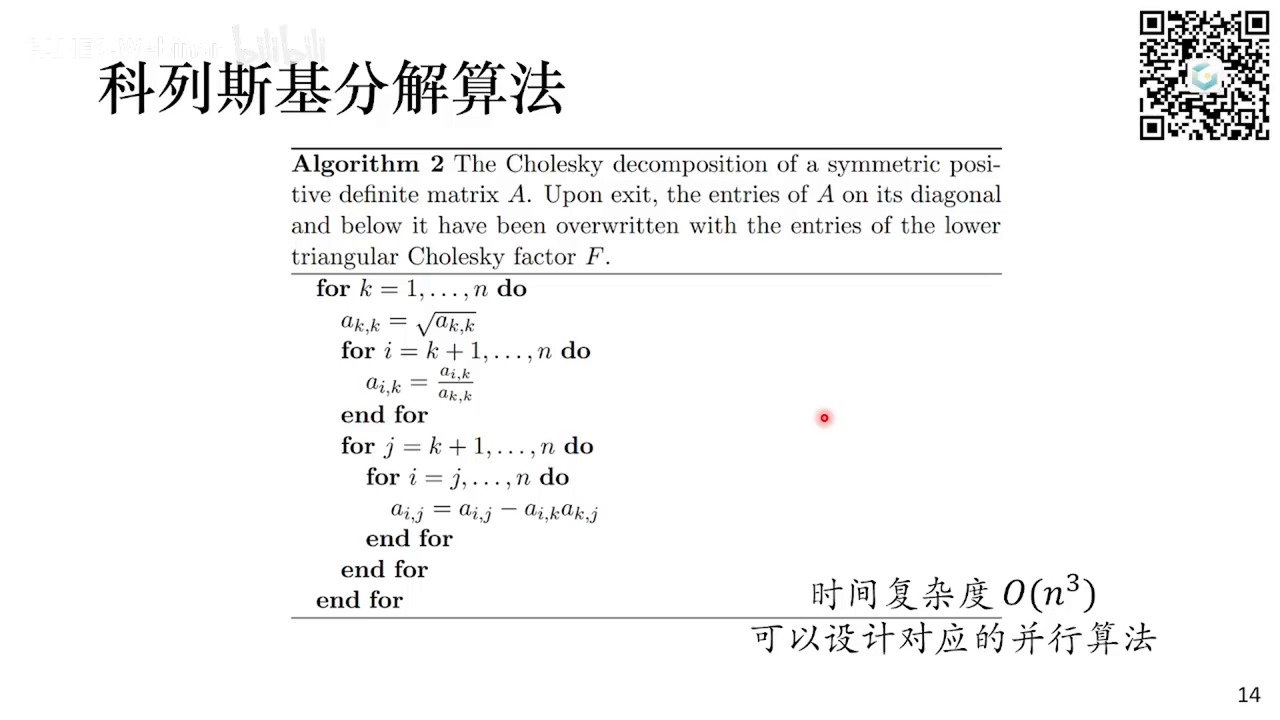 bilibili
科列斯基分解算法
Algorithm 2 The Cholesky decomposition of a symmetric posi-
tive definite matrix A. Upon exit, the entries of A on its diagonal
and below it have been overwritten with the entries of the lower
triangular Cholesky factor F.
for k = 1, . . . , n do
a_{k,k} = √a_{k,k}
for i = k + 1, . . . , n do
a_{i,k} = a_{i,k}/a_{k,k}
end for
for j = k + 1, . . . , n do
for i = j, . . . , n do
a_{i,j} = a_{i,j} − a_{i,k}a_{k,j}
end for
end for
end for
时间复杂度 O(n³)
可以设计对应的并行算法
14